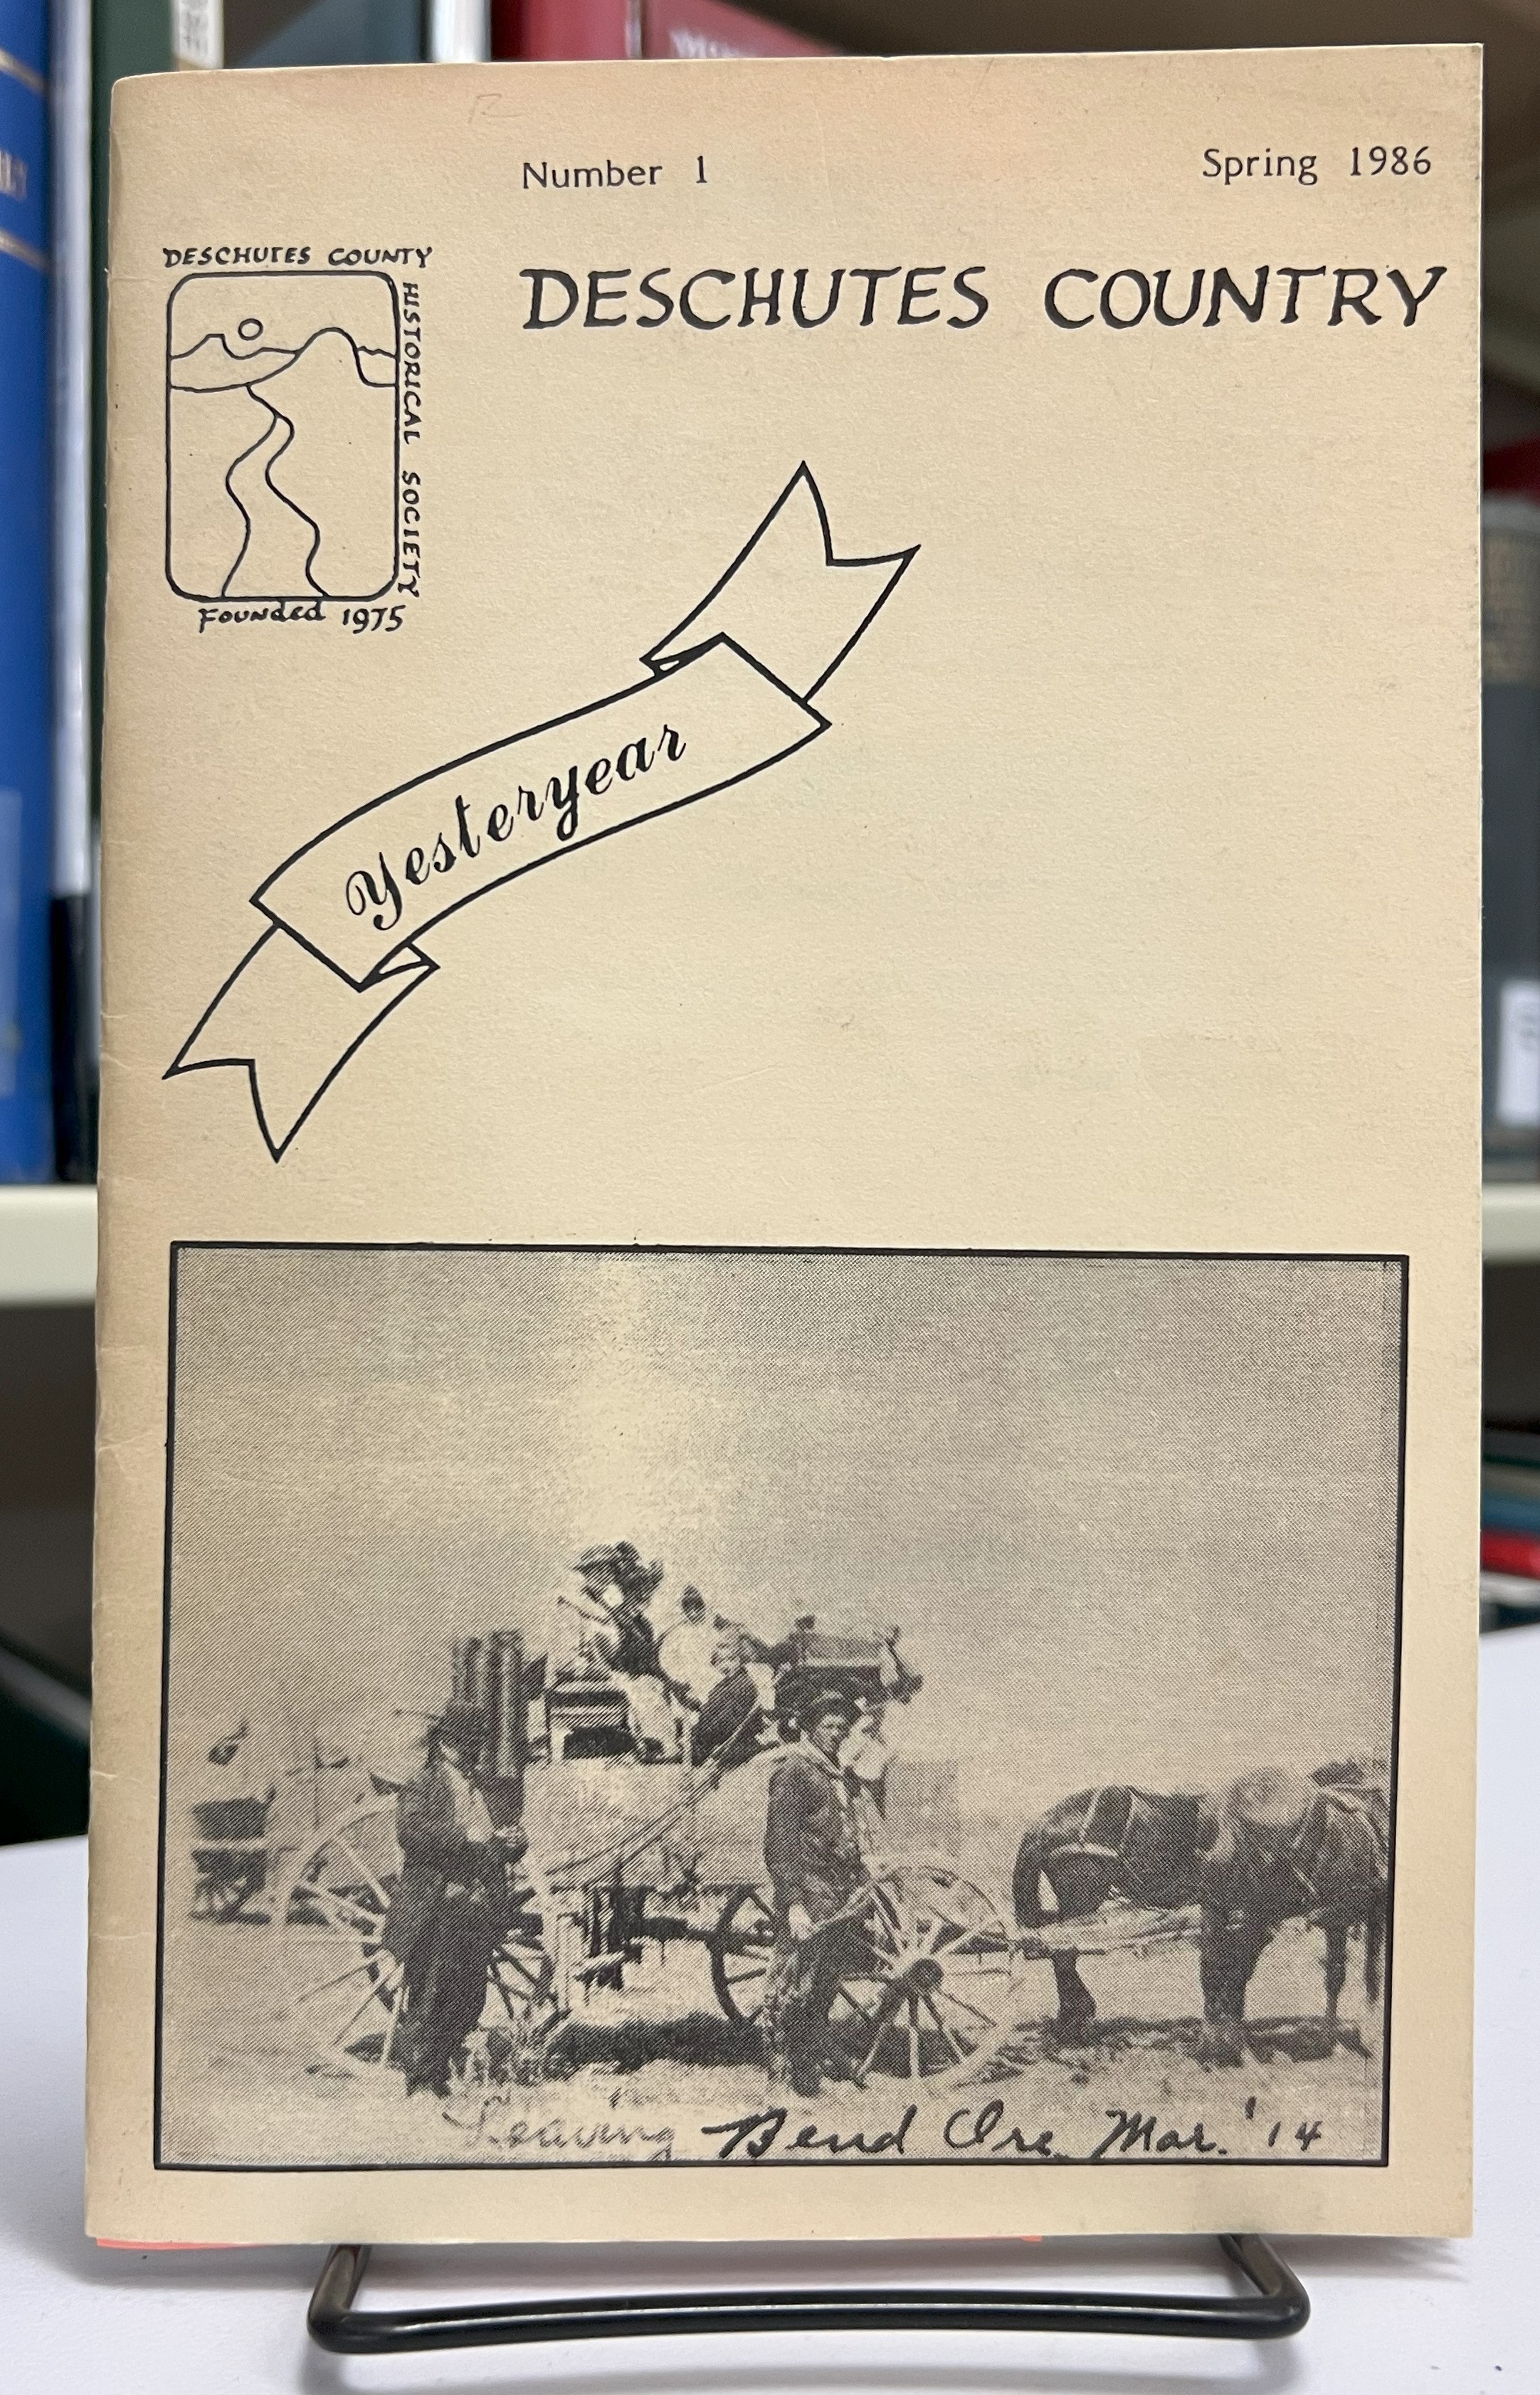 Number 1
Spring 1986
DESCHUTES COUNTY
HISTORICAL SOCIETY
Founded 1975
DESCHUTES COUNTRY
Yesteryear
Leaving Bend Ore. Mar. '14